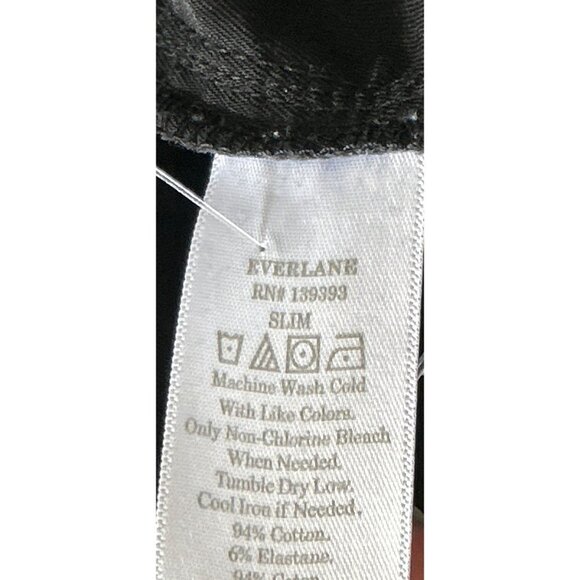 EVERLANE
RN# 139393
SLIM
Machine Wash Cold
With Like Colors.
Only Non-Chlorine Bleach
When Needed.
Tumble Dry Low.
Cool Iron if Needed.
94% Cotton.
6% Elastane.
94%